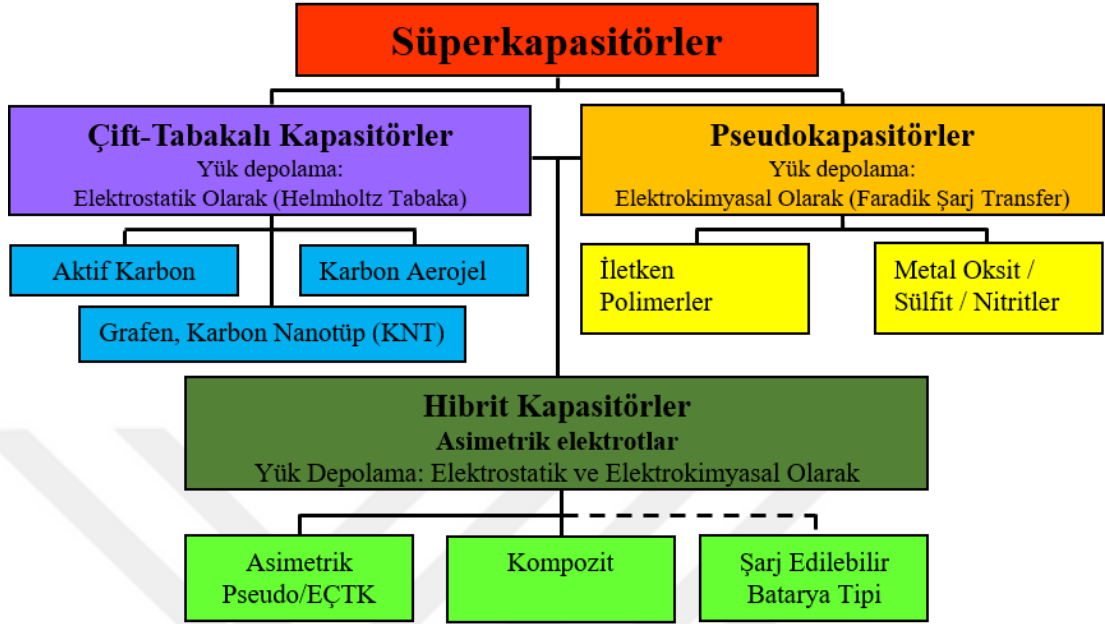 Süperkapasitörler
Çift-Tabakalı Kapasitörler
Yük depolama:
Elektrostatik Olarak (Helmholtz Tabaka)
Pseudokapasitörler
Yük depolama:
Elektrokimyasal Olarak (Faradik Şarj Transfer)
Aktif Karbon
Karbon Aerojel
Grafen, Karbon Nanotüp (KNT)
İletken
Polimerler
Metal Oksit /
Sülfit / Nitritler
Hibrit Kapasitörler
Asimetrik elektrotlar
Yük Depolama: Elektrostatik ve Elektrokimyasal Olarak
Asimetrik
Pseudo/EÇTK
Kompozit
Şarj Edilebilir
Batarya Tipi